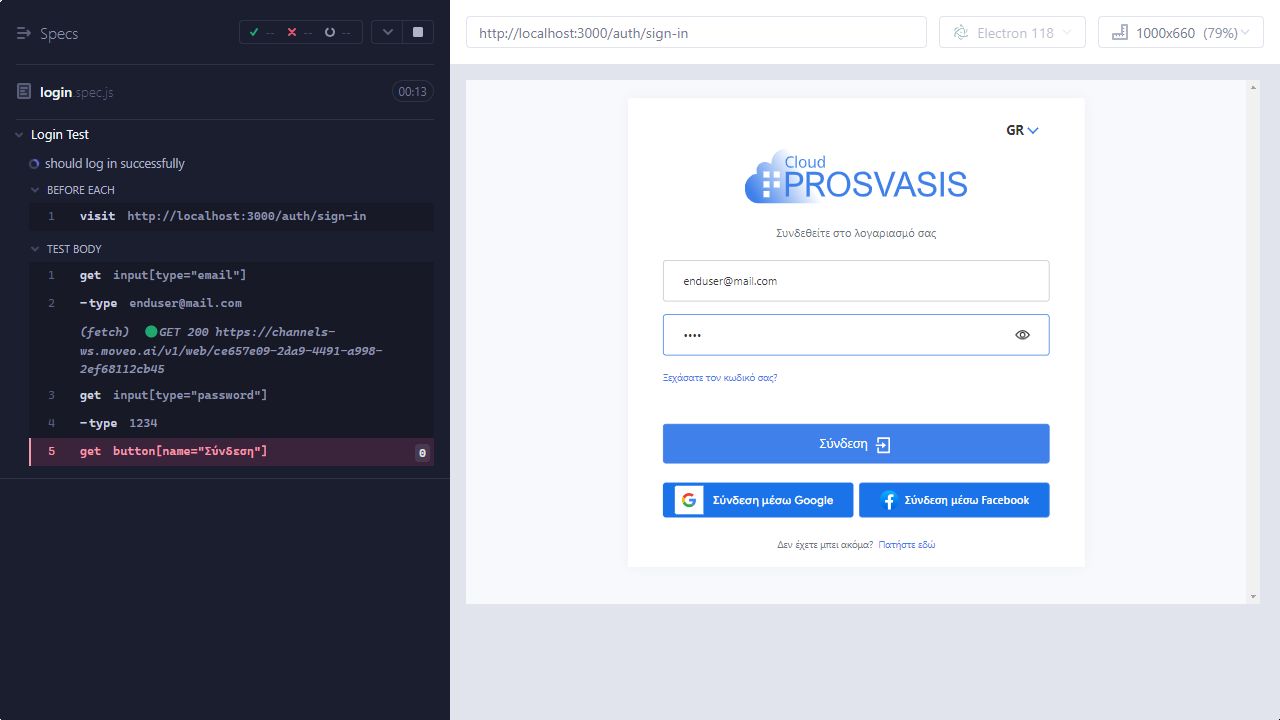 Specs
-- -- --
login.spec.js 00:13
Login Test
should log in successfully
BEFORE EACH
1 visit http://localhost:3000/auth/sign-in
TEST BODY
1 get input[type="email"]
2 -type enduser@mail.com
(fetch) GET 200 https://channels-
ws.moveo.ai/v1/web/ce657e09-2da9-4491-a998-
2ef68112cb45
3 get input[type="password"]
4 -type 1234
5 get button[name="Σύνδεση"] 0
http://localhost:3000/auth/sign-in
Electron 118
1000x660 (79%)
GR
Cloud
PROSVASIS
Συνδεθείτε στο λογαριασμό σας
enduser@mail.com
••••
Ξεχάσατε τον κωδικό σας?
Σύνδεση
Σύνδεση μέσω Google
Σύνδεση μέσω Facebook
Δεν έχετε μπει ακόμα? Πατήστε εδώ